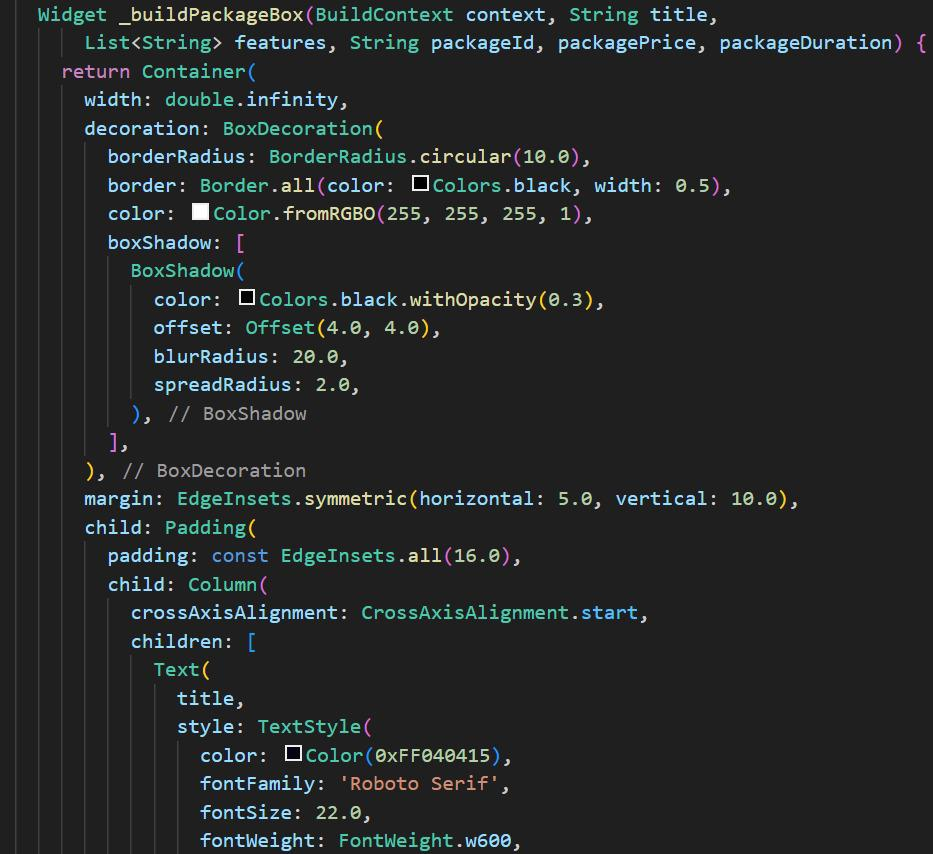 Widget _buildPackageBox(BuildContext context, String title,
List<String> features, String packageId, packagePrice, packageDuration) {
return Container(
width: double.infinity,
decoration: BoxDecoration(
borderRadius: BorderRadius.circular(10.0),
border: Border.all(color: Colors.black, width: 0.5),
color: Color.fromRGBO(255, 255, 255, 1),
boxShadow: [
BoxShadow(
color: Colors.black.withOpacity(0.3),
offset: Offset(4.0, 4.0),
blurRadius: 20.0,
spreadRadius: 2.0,
), // BoxShadow
],
), // BoxDecoration
margin: EdgeInsets.symmetric(horizontal: 5.0, vertical: 10.0),
child: Padding(
padding: const EdgeInsets.all(16.0),
child: Column(
crossAxisAlignment: CrossAxisAlignment.start,
children: [
Text(
title,
style: TextStyle(
color: Color(0xFF040415),
fontFamily: 'Roboto Serif',
fontSize: 22.0,
fontWeight: FontWeight.w600,